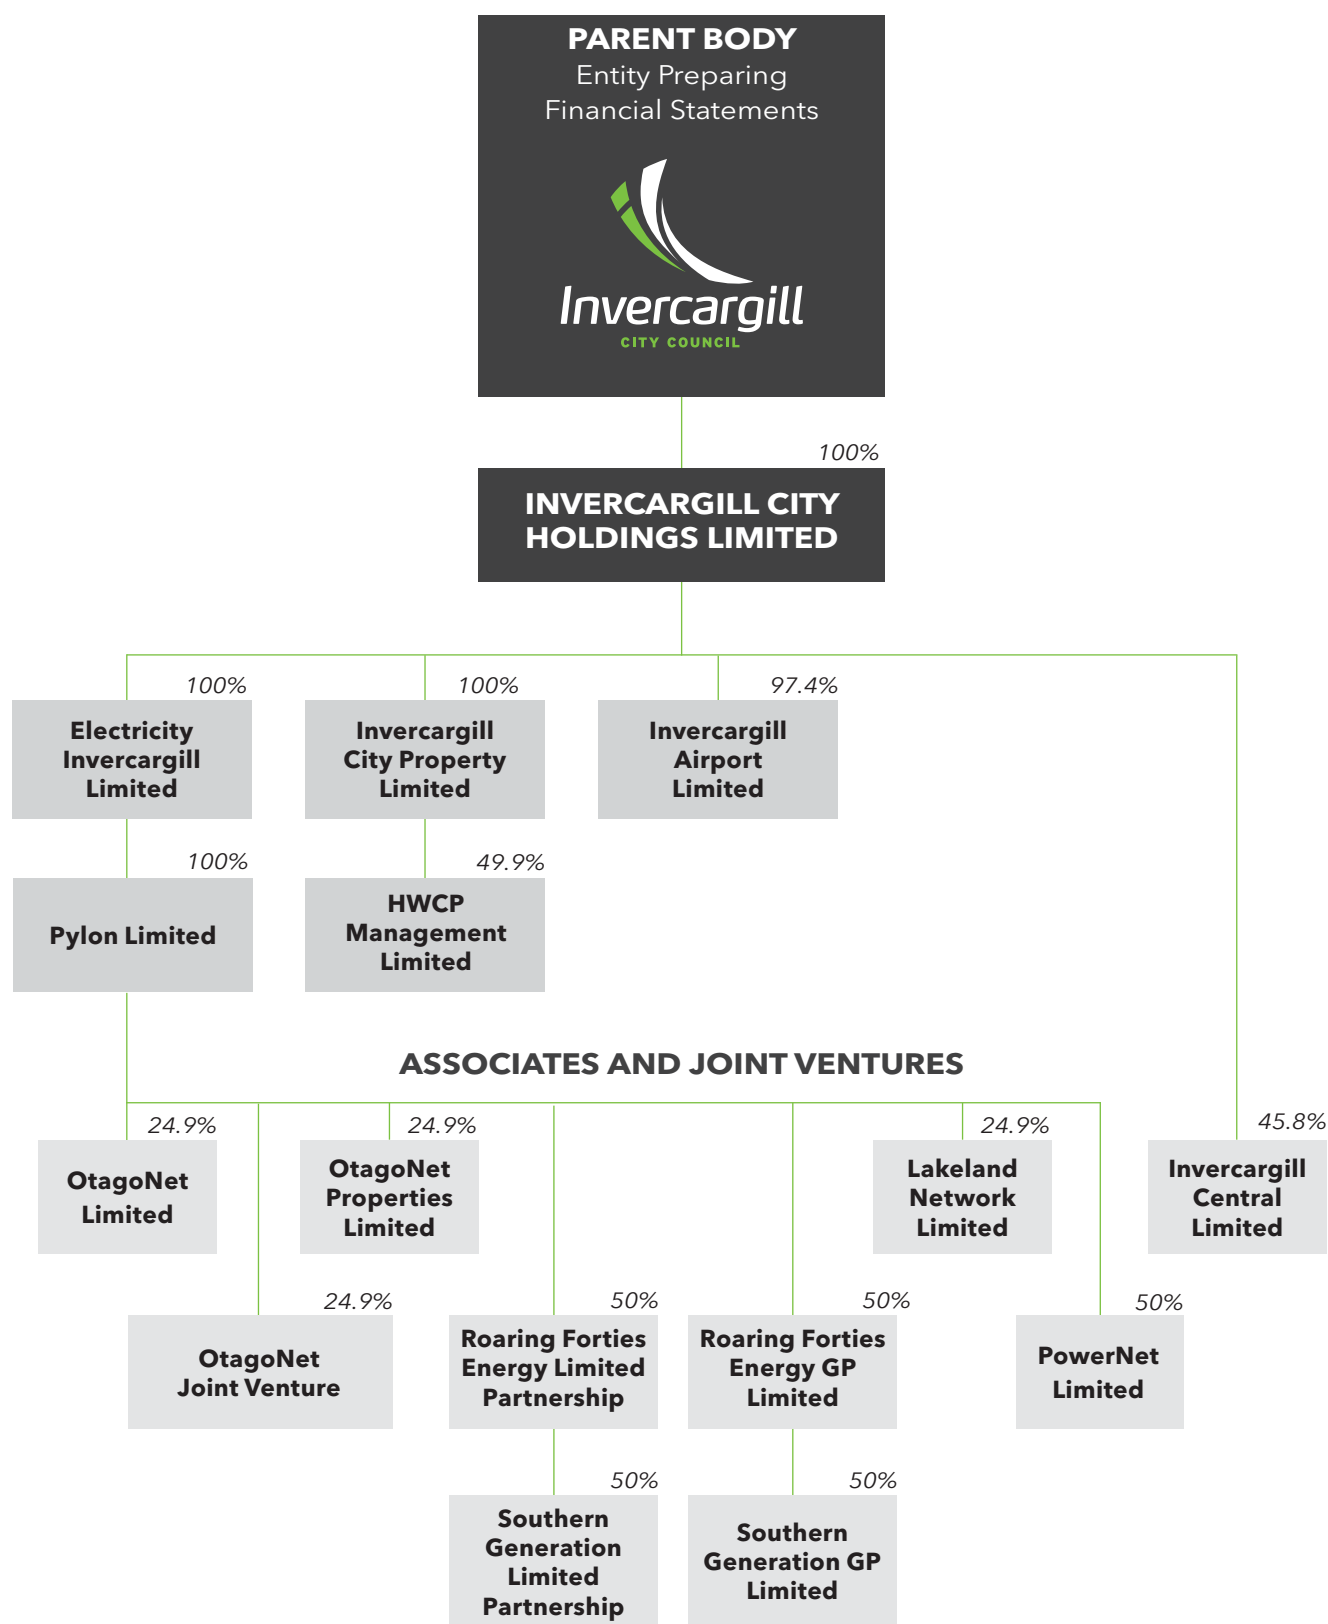 PARENT BODY
Entity Preparing
Financial Statements
Invercargill
CITY COUNCIL
100%
INVERCARGILL CITY
HOLDINGS LIMITED
100%
Electricity
Invercargill
Limited
100%
Invercargill
City Property
Limited
97.4%
Invercargill
Airport
Limited
100%
Pylon Limited
49.9%
HWCP
Management
Limited
ASSOCIATES AND JOINT VENTURES
24.9%
OtagoNet
Limited
24.9%
OtagoNet
Properties
Limited
24.9%
Lakeland
Network
Limited
45.8%
Invercargill
Central
Limited
24.9%
OtagoNet
Joint Venture
50%
Roaring Forties
Energy Limited
Partnership
50%
Roaring Forties
Energy GP
Limited
50%
PowerNet
Limited
50%
Southern
Generation
Limited
Partnership
50%
Southern
Generation GP
Limited